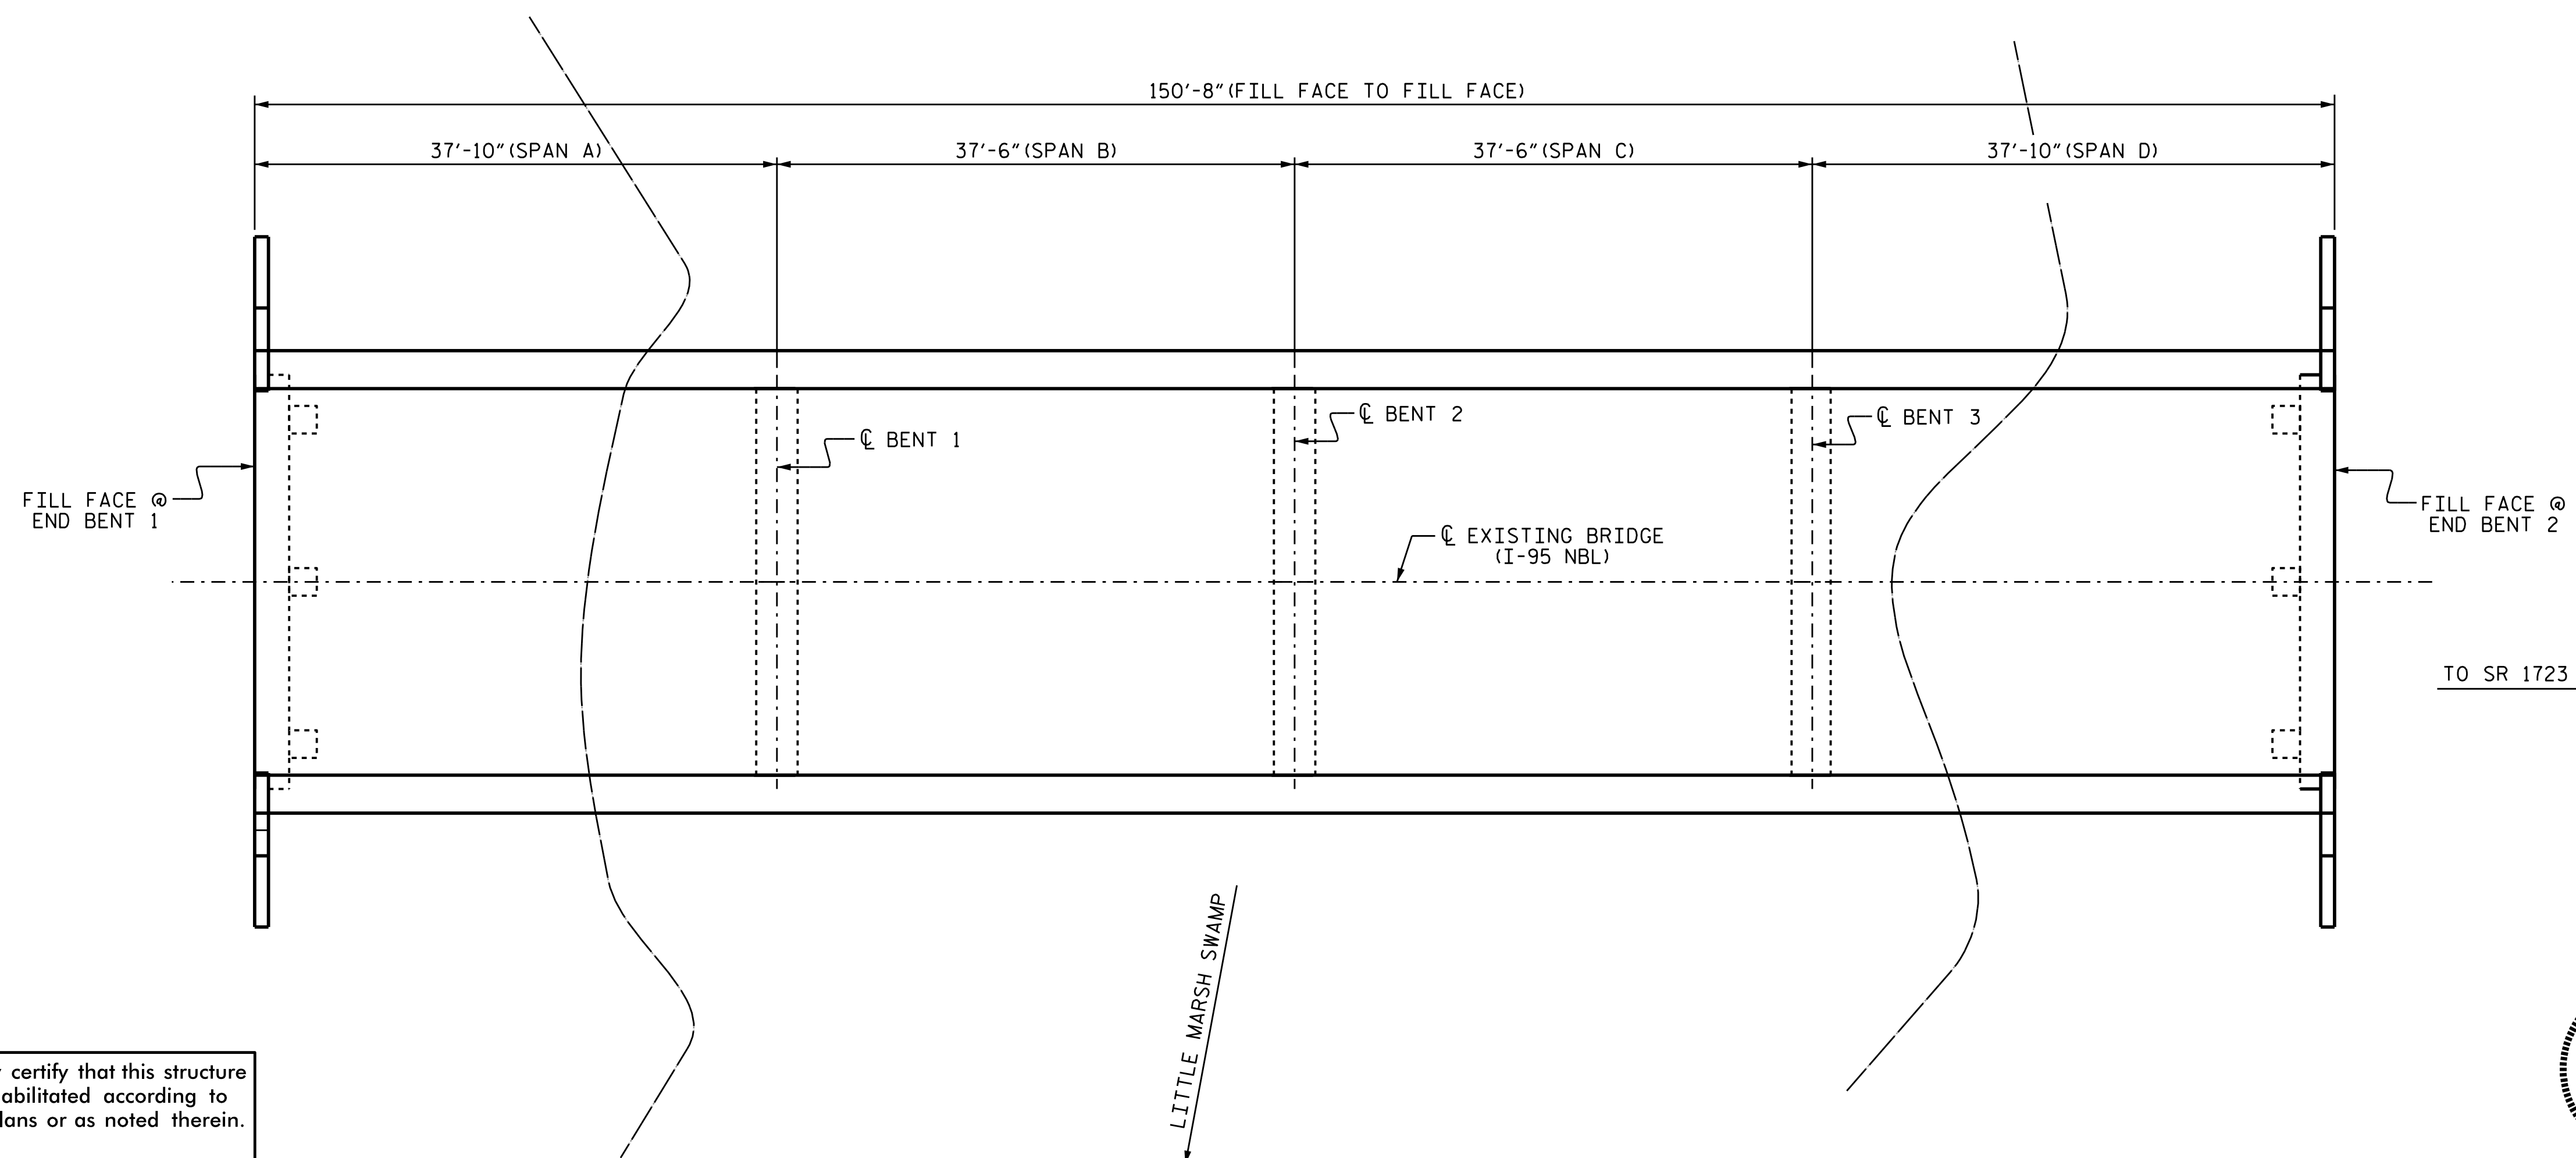 150'-8" (FILL FACE TO FILL FACE)
37'-10" (SPAN A)
37'-6" (SPAN B)
37'-6" (SPAN C)
37'-10" (SPAN D)
℄ BENT 1
℄ BENT 2
℄ BENT 3
FILL FACE @
END BENT 1
℄ EXISTING BRIDGE
(I-95 NBL)
FILL FACE @
END BENT 2
TO SR 1723
LITTLE MARSH SWAMP
certify that this structure
abilitated according to
lans or as noted therein.